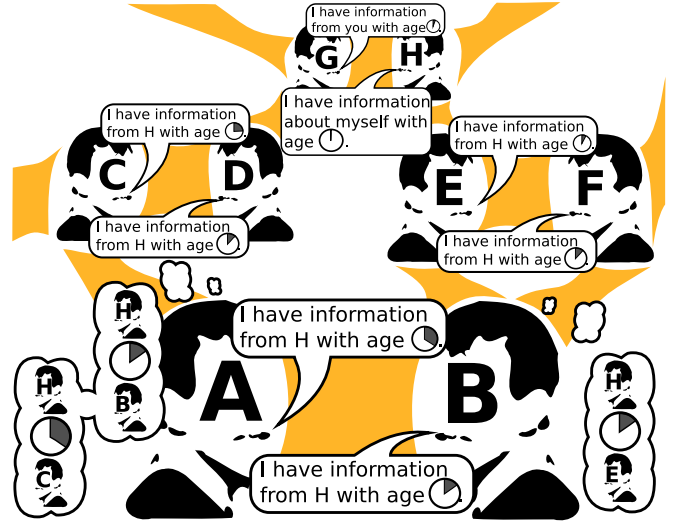 I have information
from you with age .
G
H
I have information
about myself with
age .
I have information
from H with age .
C
D
I have information
from H with age .
I have information
from H with age .
E
F
I have information
from H with age .
I have information
from H with age .
A
B
I have information
from H with age .
H
B
H
C
H
E